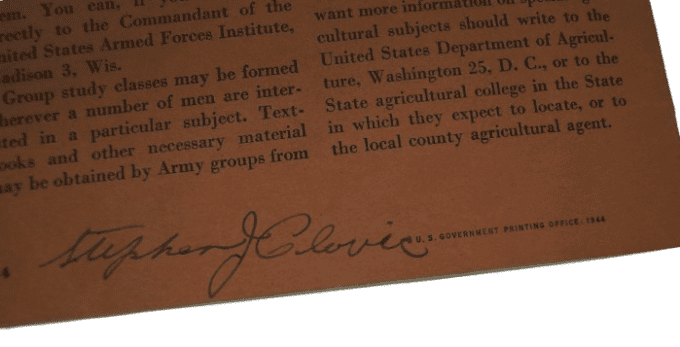 em. You can, if you
rectly to the Commandant of the
nited States Armed Forces Institute,
adison 3, Wis.
Group study classes may be formed
herever a number of men are inter-
ted in a particular subject. Text-
ooks and other necessary material
ay be obtained by Army groups from
want more information on
cultural subjects should write to the
United States Department of Agricul-
ture, Washington 25, D. C., or to the
State agricultural college in the State
in which they expect to locate, or to
the local county agricultural agent.
Stephen J Clovis
U. S. GOVERNMENT PRINTING OFFICE: 1944
4